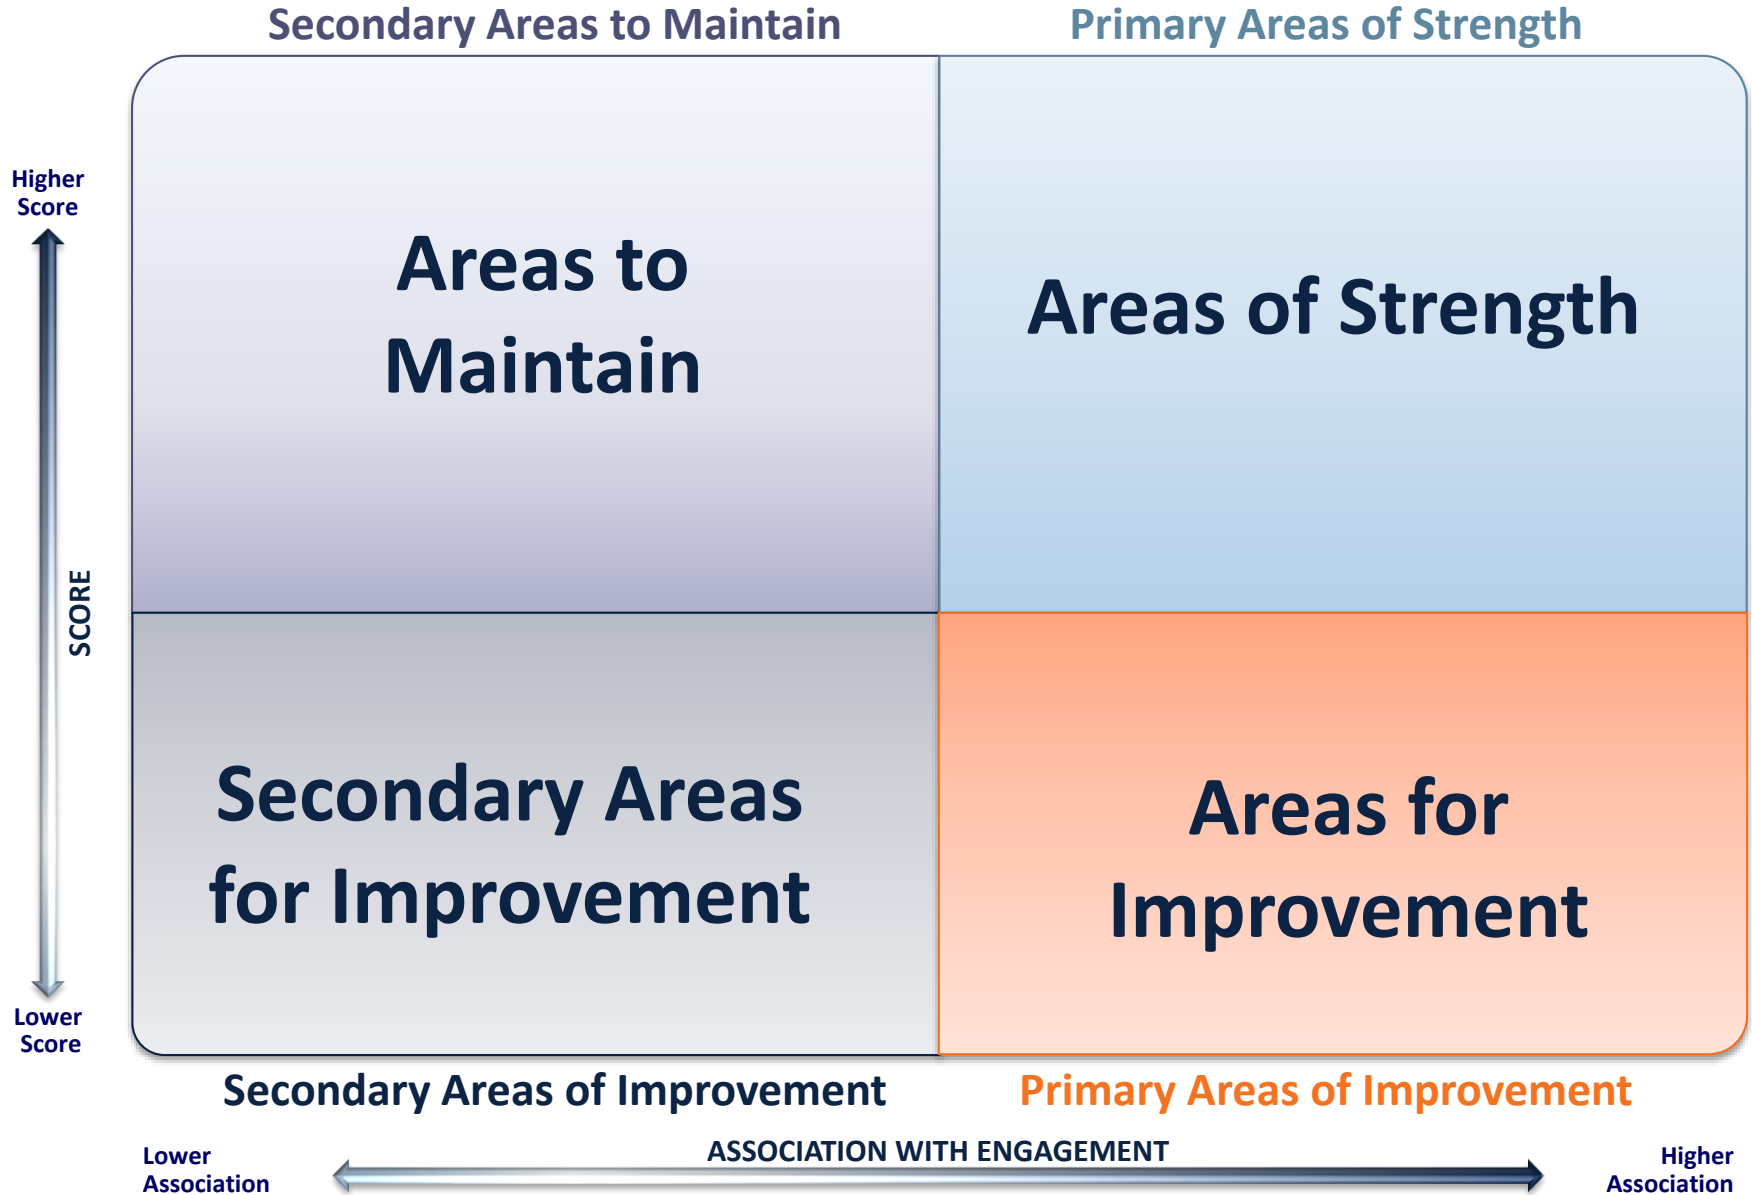 Secondary Areas to Maintain
Primary Areas of Strength
Higher
Score
Areas to
Maintain
Areas of Strength
SCORE
Secondary Areas
for Improvement
Areas for
Improvement
Lower
Score
Secondary Areas of Improvement
Primary Areas of Improvement
ASSOCIATION WITH ENGAGEMENT
Lower
Association
Higher
Association